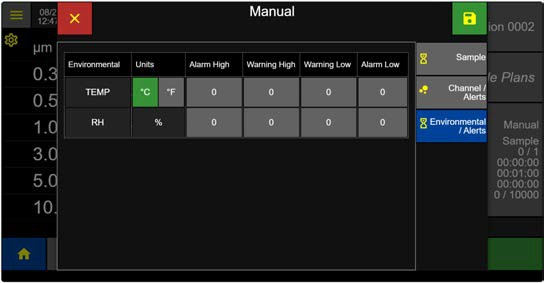 08/2
12:47
Manual
ion 0002
µm
0.3
0.5
1.0
3.0
5.0
10.
Environmental Units Alarm High Warning High Warning Low Alarm Low
TEMP °C °F 0 0 0 0
RH % 0 0 0 0
Sample
Channel /
Alerts
Environmental
/ Alerts
le Plans
Manual
Sample
0 / 1
00:00:00
00:01:00
00:00:00
0 / 10000